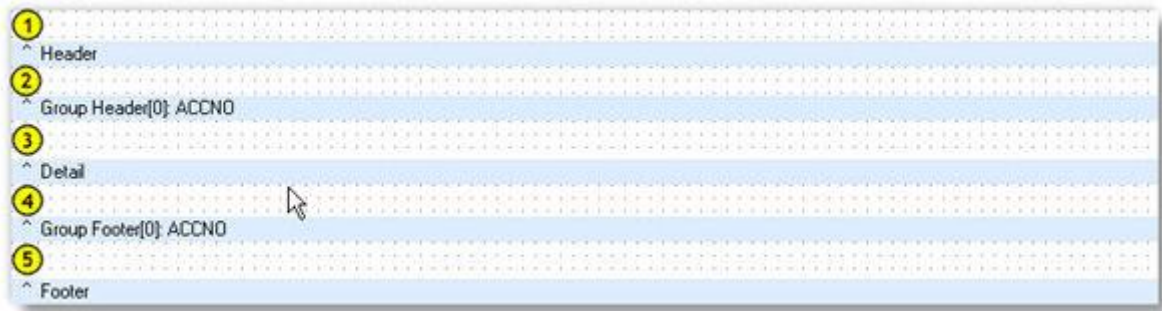 1
^ Header
2
^ Group Header[0]: ACCNO
3
^ Detail
4
^ Group Footer[0]: ACCNO
5
^ Footer